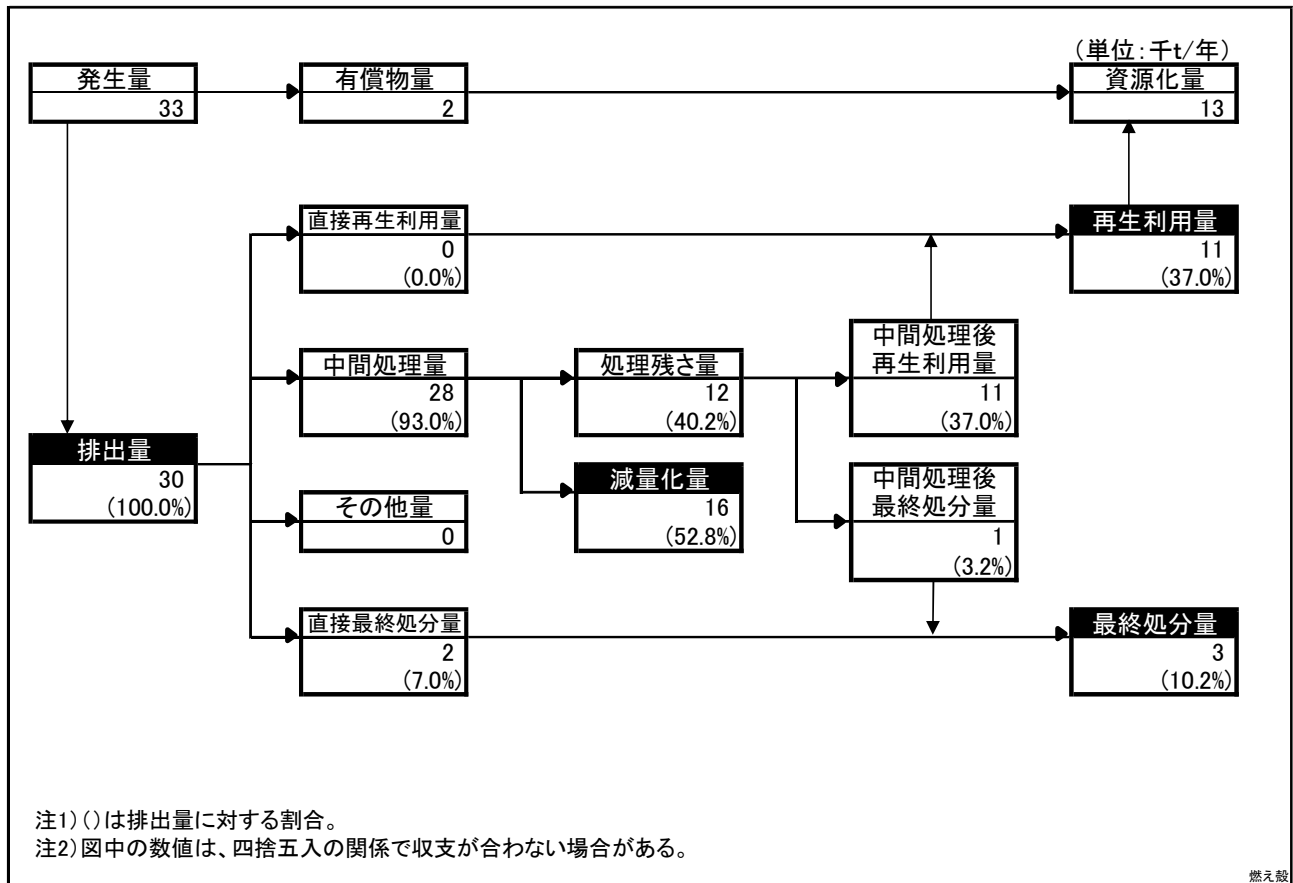 (単位:千t/年)
発生量
33
有償物量
2
資源化量
13
直接再生利用量
0
(0.0%)
再生利用量
11
(37.0%)
中間処理量
28
(93.0%)
処理残さ量
12
(40.2%)
中間処理後
再生利用量
11
(37.0%)
排出量
30
(100.0%)
その他量
0
減量化量
16
(52.8%)
中間処理後
最終処分量
1
(3.2%)
直接最終処分量
2
(7.0%)
最終処分量
3
(10.2%)
注1)()は排出量に対する割合。
注2)図中の数値は、四捨五入の関係で収支が合わない場合がある。
燃え殻